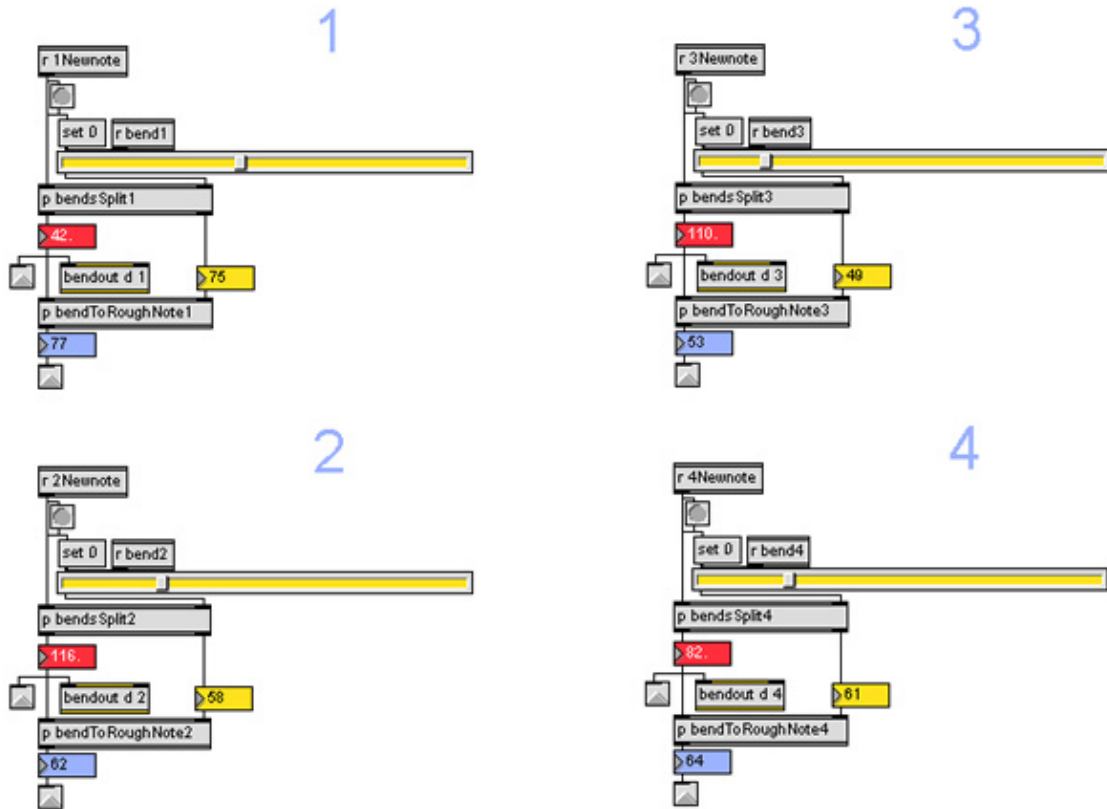 1
r 1Newnote
set 0
r bend1
p bendsSplit1
42.
bendout d 1
75
p bendToRoughNote1
77
3
r 3Newnote
set 0
r bend3
p bendsSplit3
110.
bendout d 3
49
p bendToRoughNote3
53
2
r 2Newnote
set 0
r bend2
p bendsSplit2
116.
bendout d 2
58
p bendToRoughNote2
62
4
r 4Newnote
set 0
r bend4
p bendsSplit4
82.
bendout d 4
61
p bendToRoughNote4
64